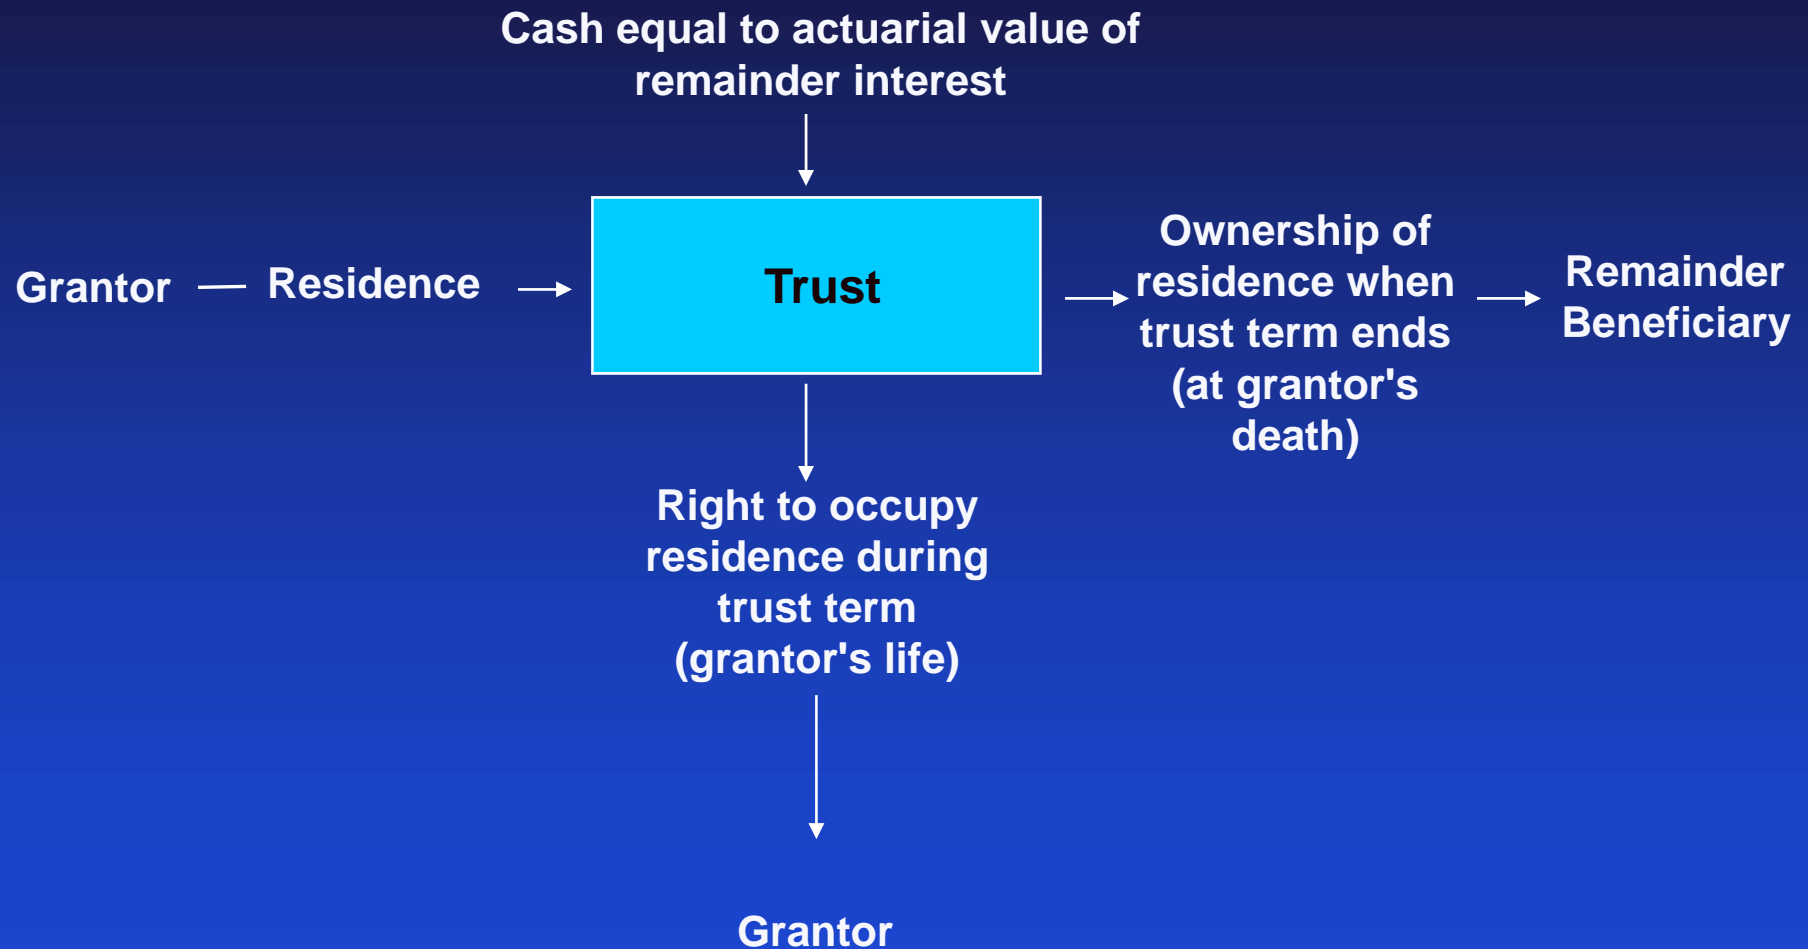 Cash equal to actuarial value of
remainder interest
Grantor
Residence
Trust
Ownership of
residence when
trust term ends
(at grantor's
death)
Remainder
Beneficiary
Right to occupy
residence during
trust term
(grantor's life)
Grantor